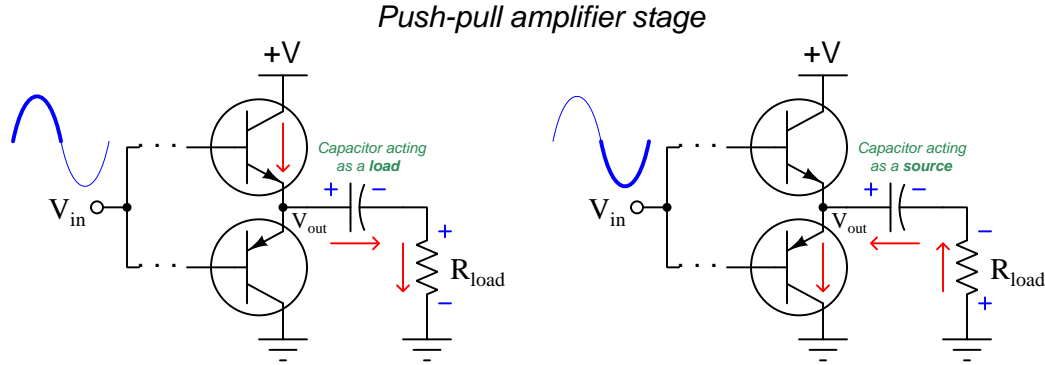 Push-pull amplifier stage
+V
Capacitor acting
as a load
+ −
V_in
. . .
V_out
+
R_load
. . .
−
+V
Capacitor acting
as a source
+ −
V_in
. . .
V_out
−
R_load
. . .
+